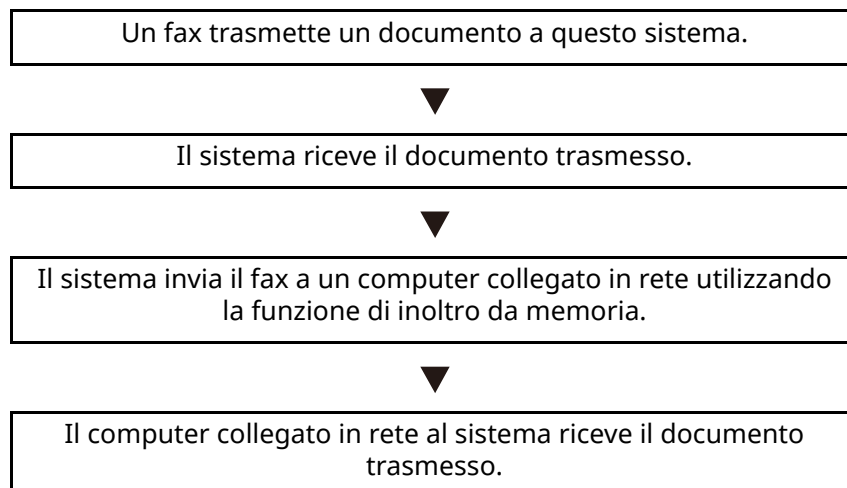 Un fax trasmette un documento a questo sistema.
Il sistema riceve il documento trasmesso.
Il sistema invia il fax a un computer collegato in rete utilizzando
la funzione di inoltro da memoria.
Il computer collegato in rete al sistema riceve il documento
trasmesso.